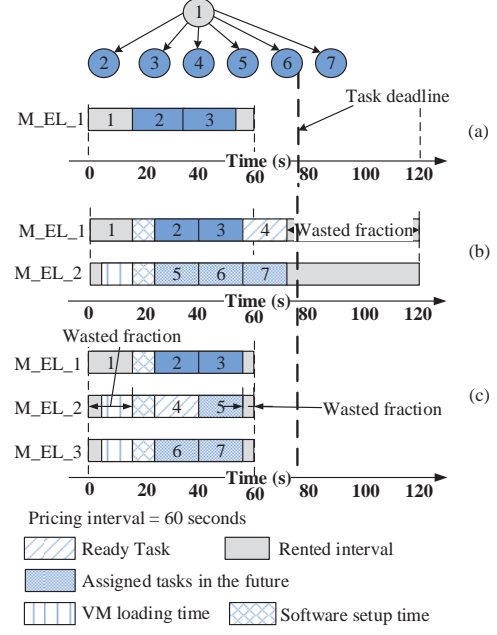 1
2 3 4 5 6 7
Task deadline
M_EL_1 1 2 3
(a)
Time (s)
0 20 40 60 80 100 120
M_EL_1 1 2 3 4 Wasted fraction
(b)
M_EL_2 5 6 7
Time (s)
0 20 40 60 80 100 120
Wasted fraction
M_EL_1 1 2 3
M_EL_2 4 5 Wasted fraction
(c)
M_EL_3 6 7
Time (s)
0 20 40 60 80 100 120
Pricing interval = 60 seconds
Ready Task Rented interval
Assigned tasks in the future
VM loading time Software setup time